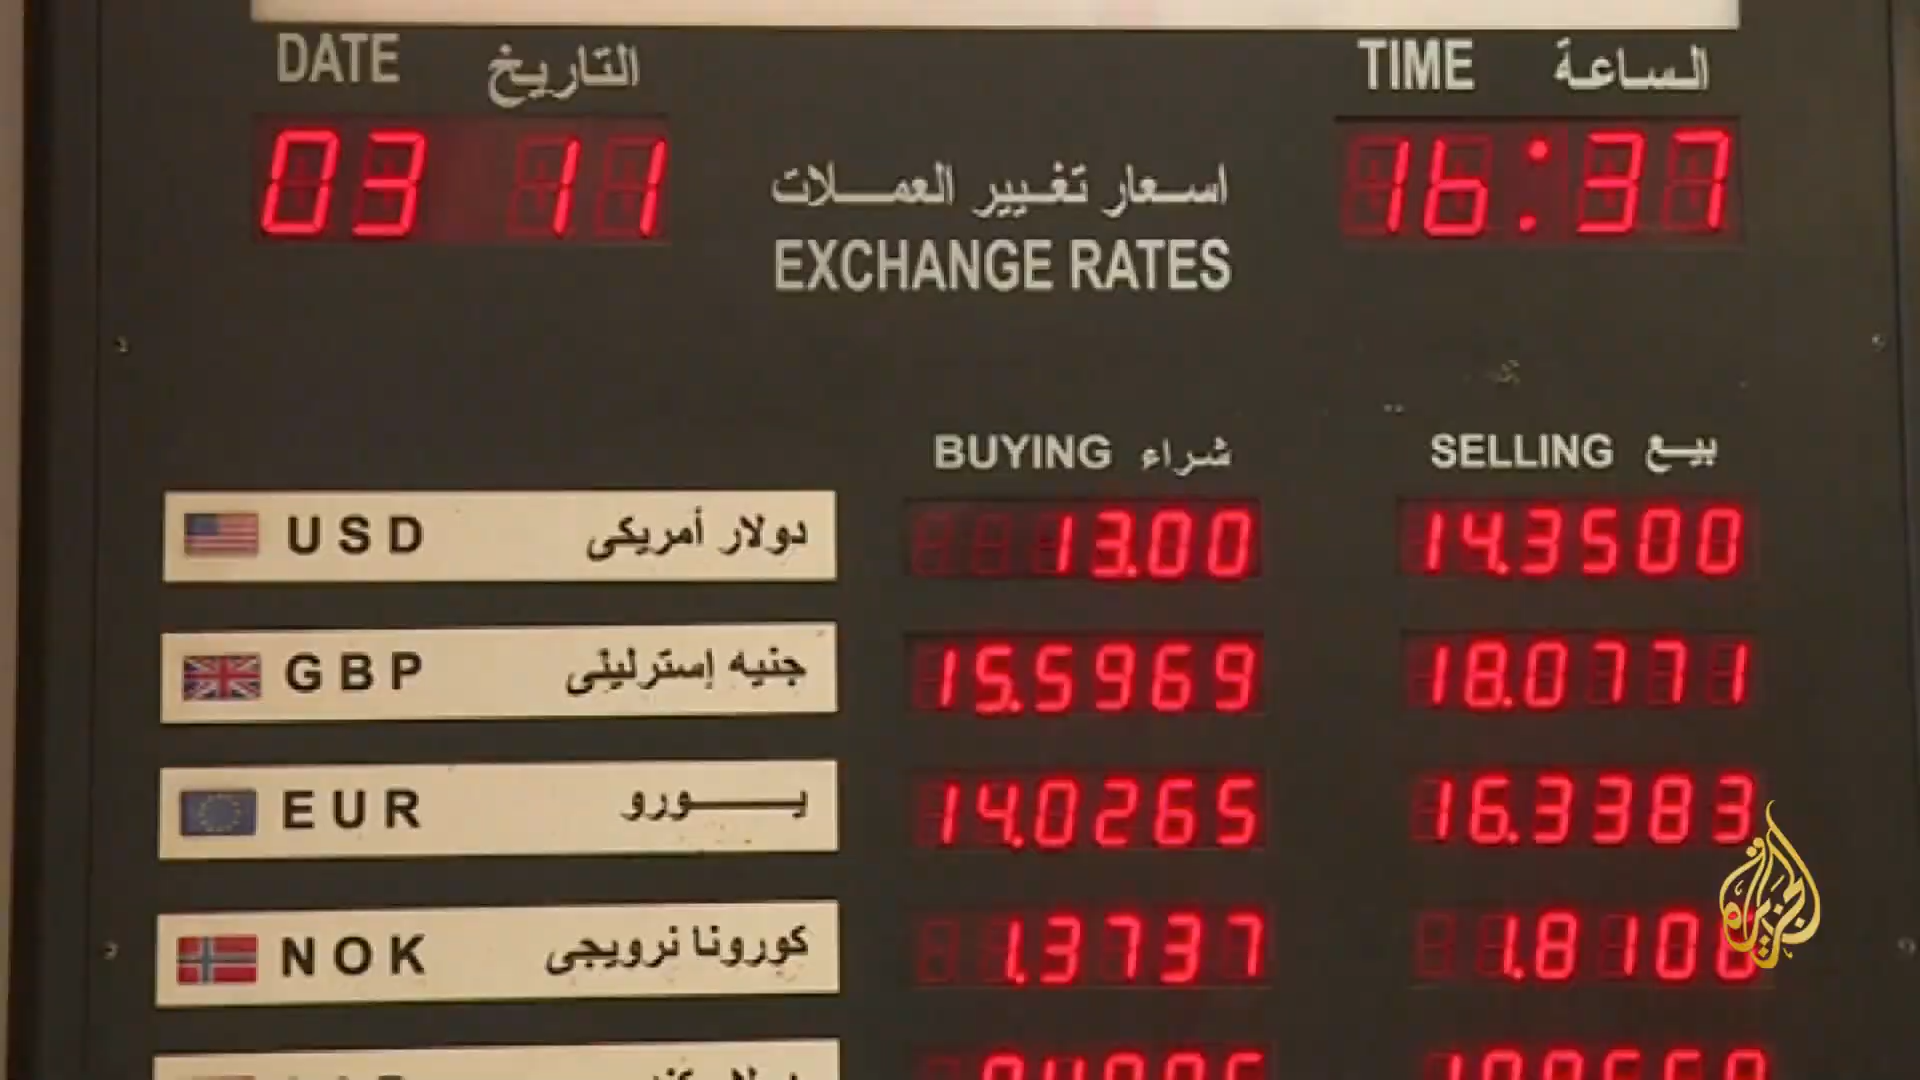 DATE التاريخ
TIME الساعة
03 11
16:37
اسعار تغيير العملات
EXCHANGE RATES
BUYING شراء
SELLING بيع
USD دولار أمريكى 13.00 14.3500
GBP جنيه إسترلينى 15.5969 18.0771
EUR يورو 14.0265 16.3383
NOK كورونا نرويجى 1.3737
الجزيرة